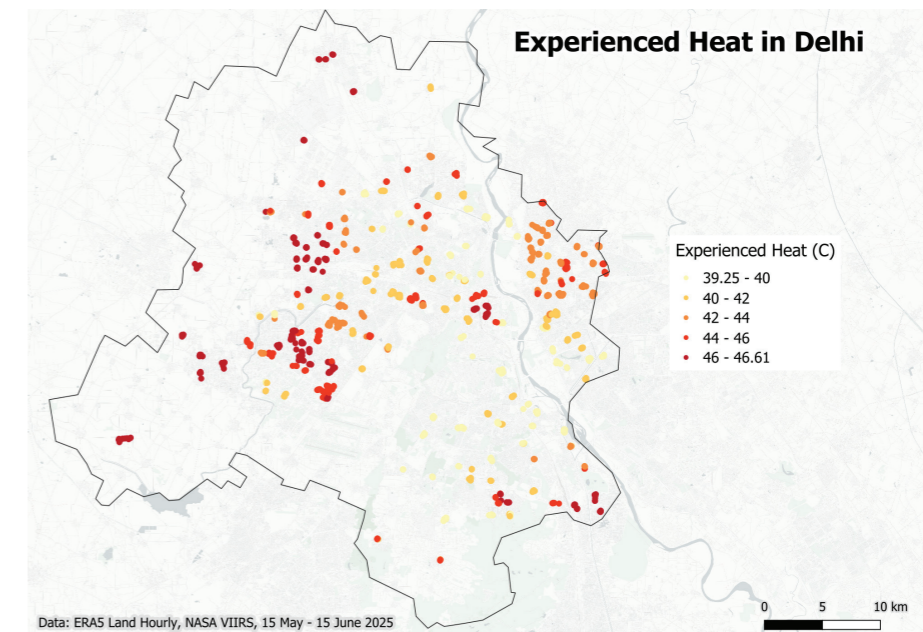 Experienced Heat in Delhi
Experienced Heat (C)
39.25 - 40
40 - 42
42 - 44
44 - 46
46 - 46.61
0 5 10 km
Data: ERA5 Land Hourly, NASA VIIRS, 15 May - 15 June 2025